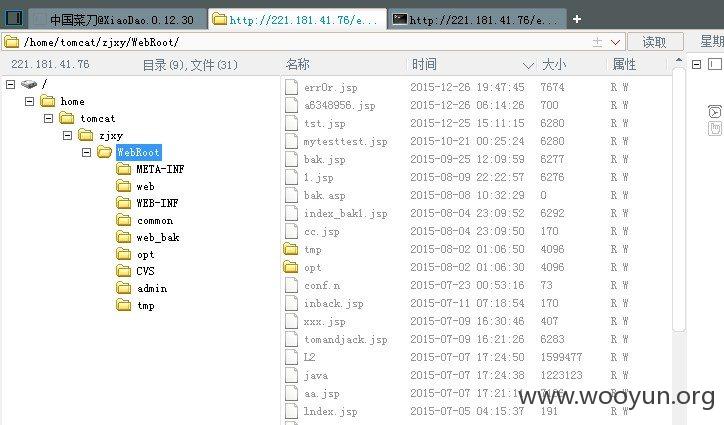 中国菜刀@XiaoDao.0.12.30 http://221.181.41.76/e... http://221.181.41.76/e...
/home/tomcat/zjxy/WebRoot/ 读取 星期
221.181.41.76 目录(9),文件(31) 名称 时间 大小 属性
/
home
tomcat
zjxy
WebRoot
META-INF
web
WEB-INF
common
web_bak
opt
CVS
admin
tmp
err0r.jsp 2015-12-26 19:47:45 7674 R W
a6348956.jsp 2015-12-26 06:14:26 700 R W
tst.jsp 2015-12-25 15:11:15 6280 R W
mytesttest.jsp 2015-10-21 00:25:24 6280 R W
bak.jsp 2015-09-25 12:09:59 6277 R W
1.jsp 2015-08-09 22:22:57 6276 R W
bak.asp 2015-08-08 10:32:29 0 R W
index_bak1.jsp 2015-08-04 23:09:52 6292 R W
cc.jsp 2015-08-04 23:09:50 170 R W
tmp 2015-08-02 01:06:50 4096 R W
opt 2015-08-02 01:06:30 4096 R W
conf.n 2015-07-23 00:53:16 73 R W
inback.jsp 2015-07-11 07:18:54 170 R W
xxx.jsp 2015-07-09 16:30:46 407 R W
tomandjack.jsp 2015-07-09 16:21:26 6283 R W
L2 2015-07-07 17:24:50 1599477 R W
java 2015-07-07 17:24:38 1223123 R W
aa.jsp 2015-07-07 17:21:11
lndex.jsp 2015-07-05 04:15:37 191 R W
www.wooyun.org